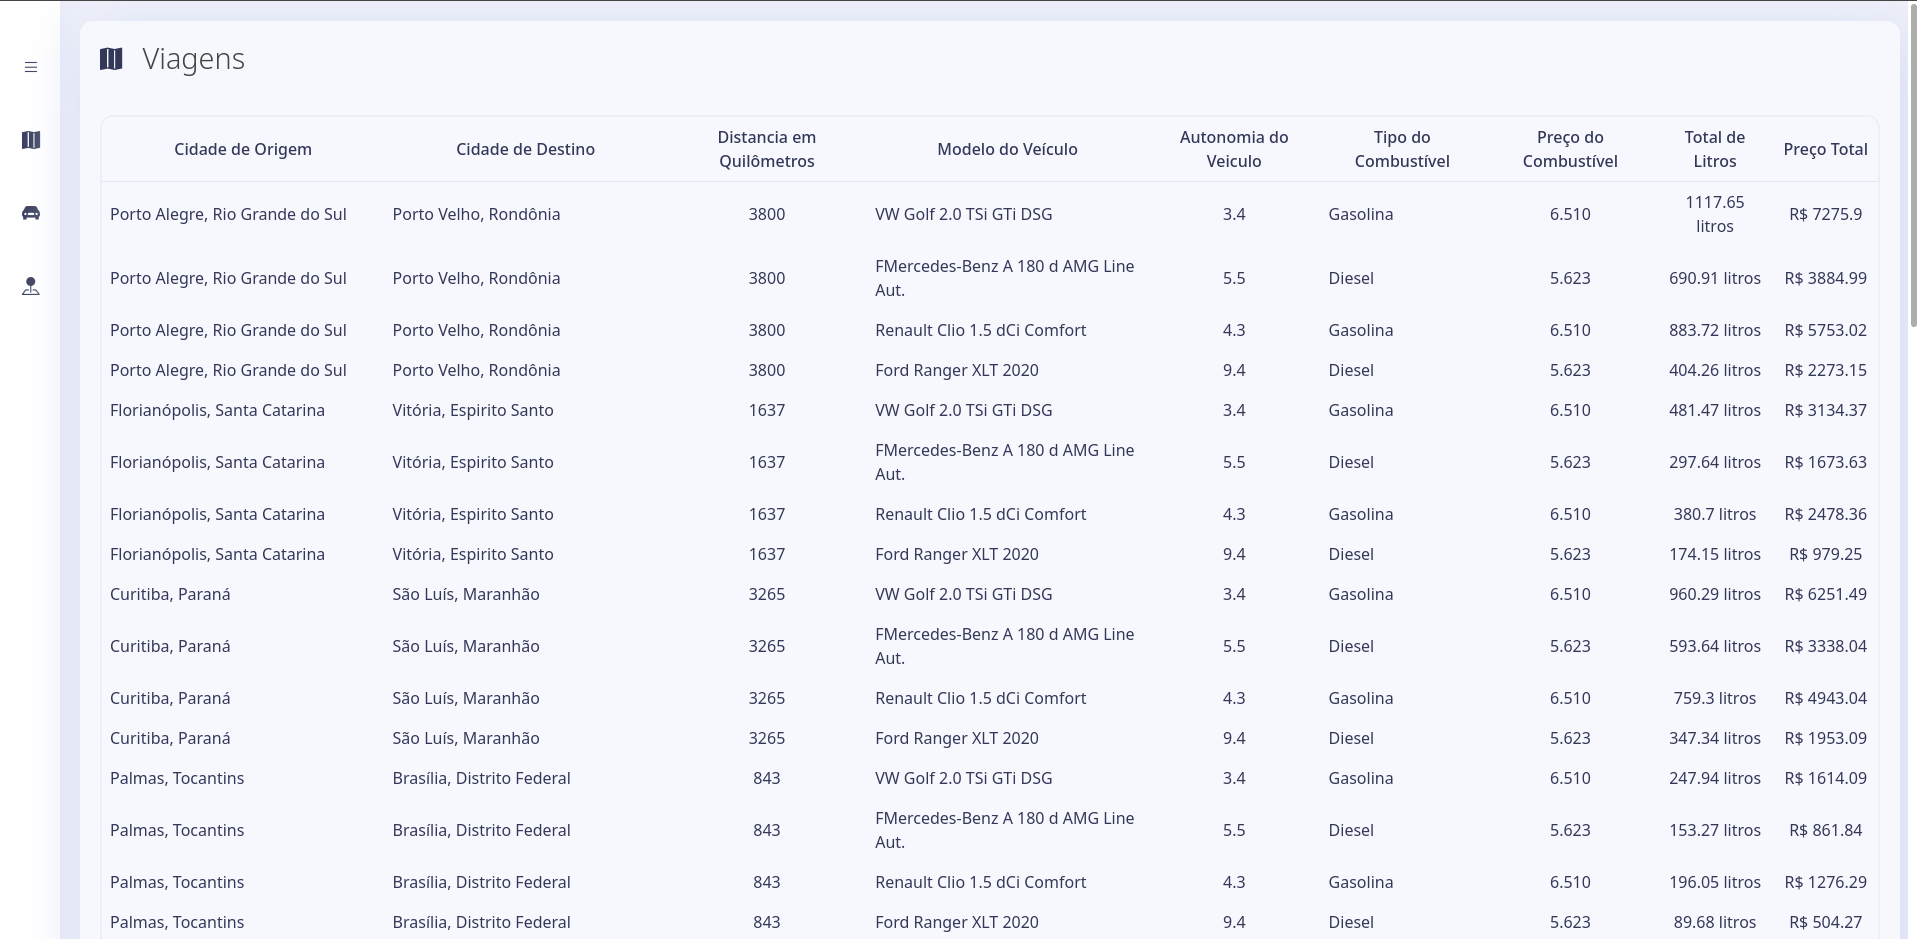 Viagens
Cidade de Origem Cidade de Destino Distancia em Quilômetros Modelo do Veículo Autonomia do Veiculo Tipo do Combustível Preço do Combustível Total de Litros Preço Total
Porto Alegre, Rio Grande do Sul Porto Velho, Rondônia 3800 VW Golf 2.0 TSi GTi DSG 3.4 Gasolina 6.510 1117.65 litros R$ 7275.9
Porto Alegre, Rio Grande do Sul Porto Velho, Rondônia 3800 FMercedes-Benz A 180 d AMG Line Aut. 5.5 Diesel 5.623 690.91 litros R$ 3884.99
Porto Alegre, Rio Grande do Sul Porto Velho, Rondônia 3800 Renault Clio 1.5 dCi Comfort 4.3 Gasolina 6.510 883.72 litros R$ 5753.02
Porto Alegre, Rio Grande do Sul Porto Velho, Rondônia 3800 Ford Ranger XLT 2020 9.4 Diesel 5.623 404.26 litros R$ 2273.15
Florianópolis, Santa Catarina Vitória, Espirito Santo 1637 VW Golf 2.0 TSi GTi DSG 3.4 Gasolina 6.510 481.47 litros R$ 3134.37
Florianópolis, Santa Catarina Vitória, Espirito Santo 1637 FMercedes-Benz A 180 d AMG Line Aut. 5.5 Diesel 5.623 297.64 litros R$ 1673.63
Florianópolis, Santa Catarina Vitória, Espirito Santo 1637 Renault Clio 1.5 dCi Comfort 4.3 Gasolina 6.510 380.7 litros R$ 2478.36
Florianópolis, Santa Catarina Vitória, Espirito Santo 1637 Ford Ranger XLT 2020 9.4 Diesel 5.623 174.15 litros R$ 979.25
Curitiba, Paraná São Luís, Maranhão 3265 VW Golf 2.0 TSi GTi DSG 3.4 Gasolina 6.510 960.29 litros R$ 6251.49
Curitiba, Paraná São Luís, Maranhão 3265 FMercedes-Benz A 180 d AMG Line Aut. 5.5 Diesel 5.623 593.64 litros R$ 3338.04
Curitiba, Paraná São Luís, Maranhão 3265 Renault Clio 1.5 dCi Comfort 4.3 Gasolina 6.510 759.3 litros R$ 4943.04
Curitiba, Paraná São Luís, Maranhão 3265 Ford Ranger XLT 2020 9.4 Diesel 5.623 347.34 litros R$ 1953.09
Palmas, Tocantins Brasília, Distrito Federal 843 VW Golf 2.0 TSi GTi DSG 3.4 Gasolina 6.510 247.94 litros R$ 1614.09
Palmas, Tocantins Brasília, Distrito Federal 843 FMercedes-Benz A 180 d AMG Line Aut. 5.5 Diesel 5.623 153.27 litros R$ 861.84
Palmas, Tocantins Brasília, Distrito Federal 843 Renault Clio 1.5 dCi Comfort 4.3 Gasolina 6.510 196.05 litros R$ 1276.29
Palmas, Tocantins Brasília, Distrito Federal 843 Ford Ranger XLT 2020 9.4 Diesel 5.623 89.68 litros R$ 504.27